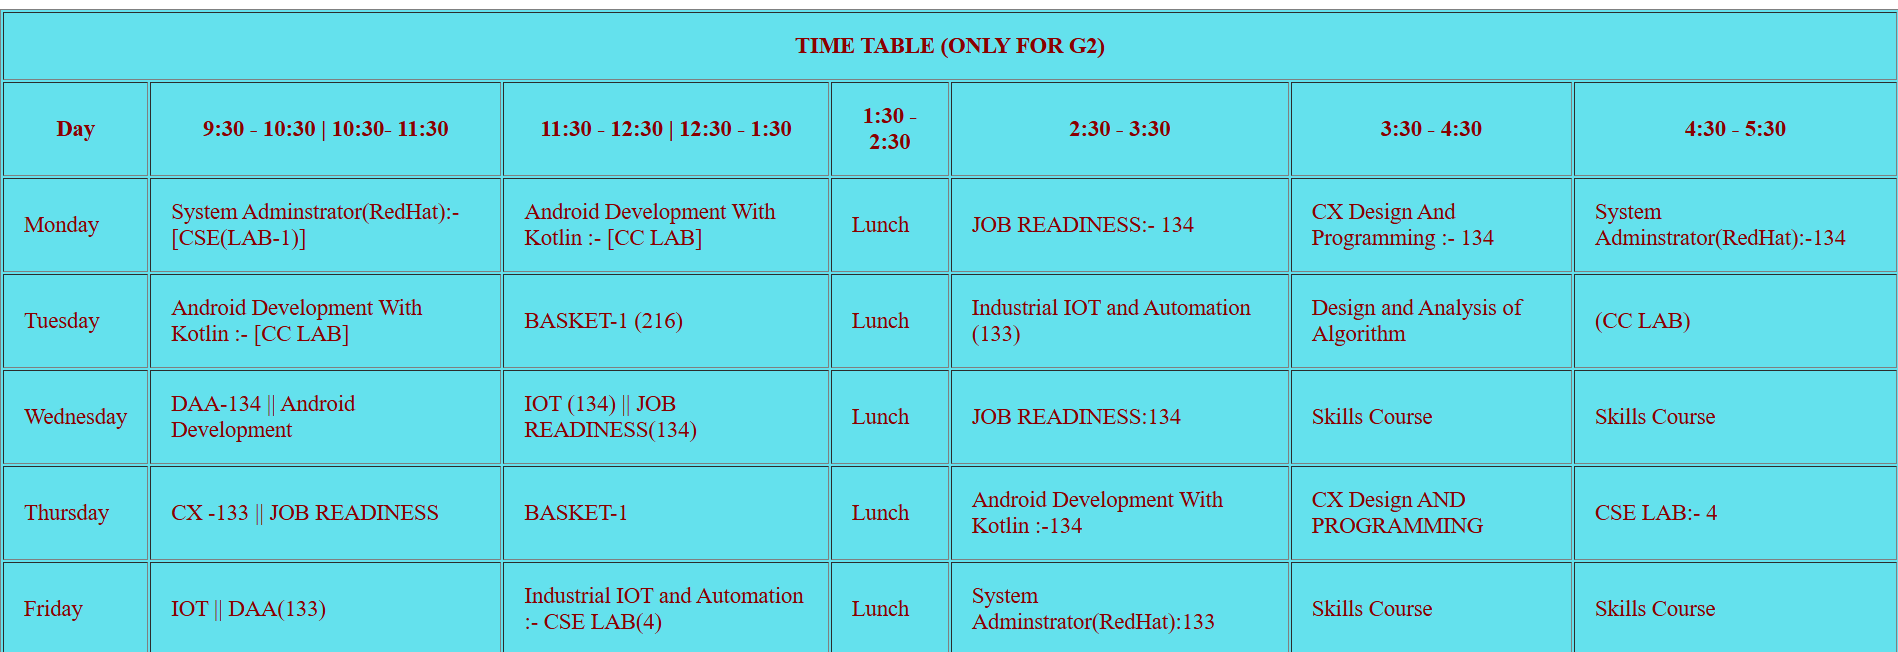 TIME TABLE (ONLY FOR G2)
Day
9:30 - 10:30 | 10:30- 11:30
11:30 - 12:30 | 12:30 - 1:30
1:30 -
2:30
2:30 - 3:30
3:30 - 4:30
4:30 - 5:30
Monday
System Adminstrator(RedHat):-
[CSE(LAB-1)]
Android Development With
Kotlin :- [CC LAB]
Lunch
JOB READINESS:- 134
CX Design And
Programming :- 134
System
Adminstrator(RedHat):-134
Tuesday
Android Development With
Kotlin :- [CC LAB]
BASKET-1 (216)
Lunch
Industrial IOT and Automation
(133)
Design and Analysis of
Algorithm
(CC LAB)
Wednesday
DAA-134 || Android
Development
IOT (134) || JOB
READINESS(134)
Lunch
JOB READINESS:134
Skills Course
Skills Course
Thursday
CX -133 || JOB READINESS
BASKET-1
Lunch
Android Development With
Kotlin :-134
CX Design AND
PROGRAMMING
CSE LAB:- 4
Friday
IOT || DAA(133)
Industrial IOT and Automation
:- CSE LAB(4)
Lunch
System
Adminstrator(RedHat):133
Skills Course
Skills Course